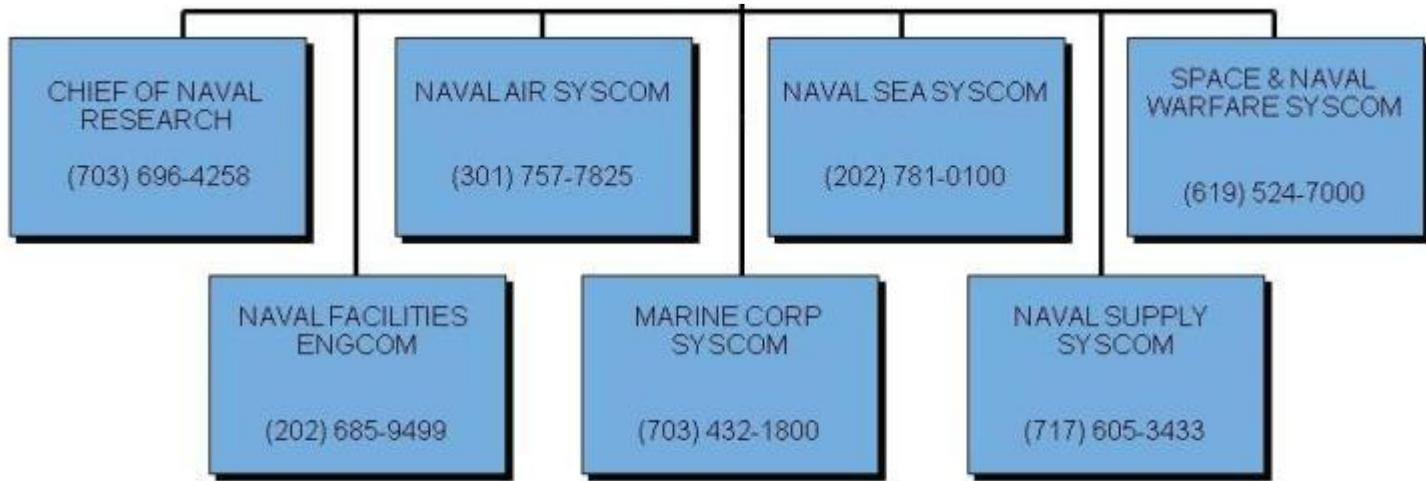 CHIEF OF NAVAL
RESEARCH
(703) 696-4258
NAVAL AIR SYSCOM
(301) 757-7825
NAVAL SEA SYSCOM
(202) 781-0100
SPACE & NAVAL
WARFARE SYSCOM
(619) 524-7000
NAVAL FACILITIES
ENGCOM
(202) 685-9499
MARINE CORP
SYSCOM
(703) 432-1800
NAVAL SUPPLY
SYSCOM
(717) 605-3433